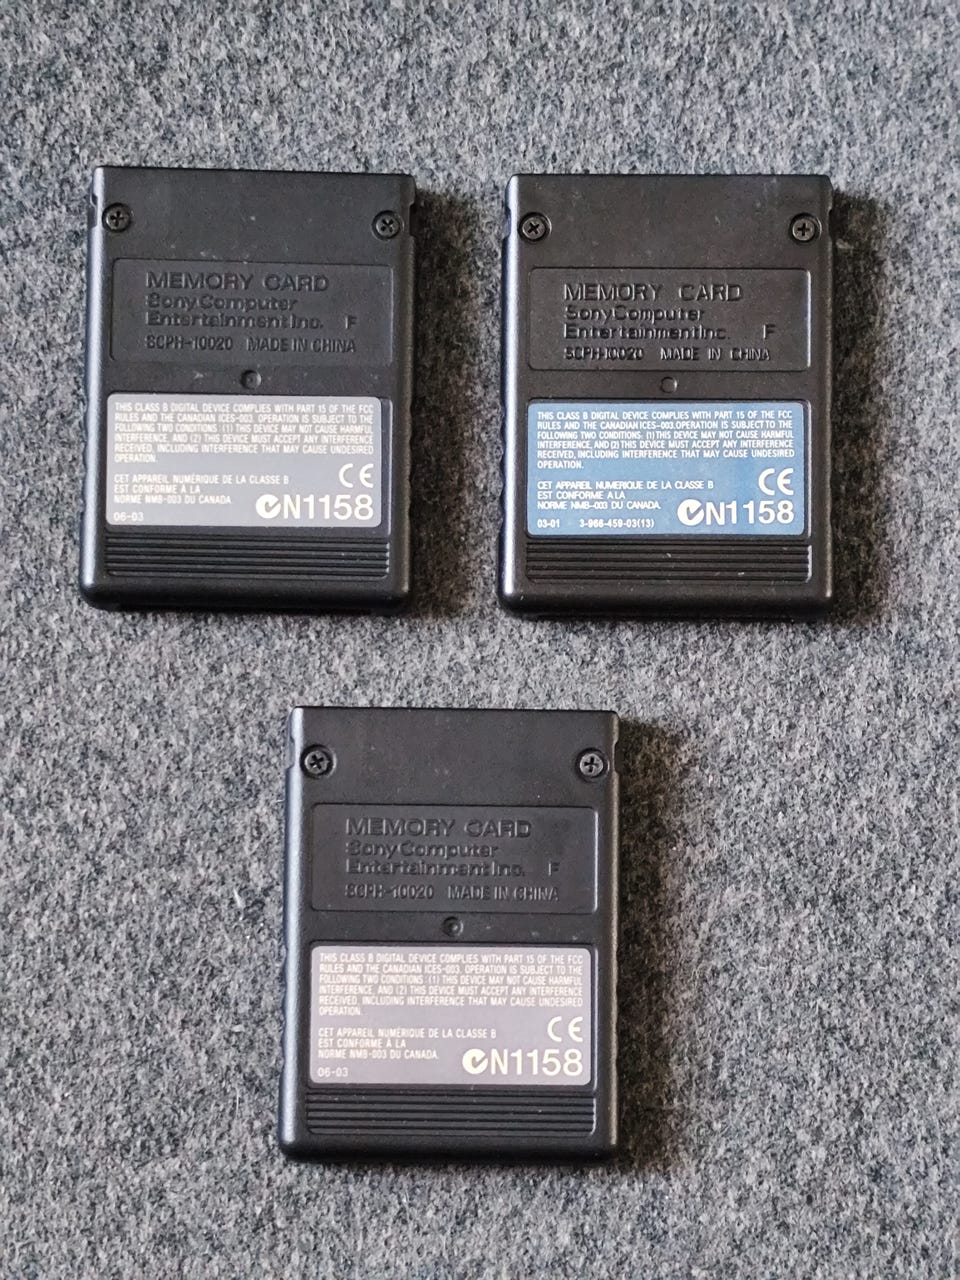 MEMORY CARD
Sony Computer
Entertainment Inc. F
SCPH-10020 MADE IN CHINA
THIS CLASS B DIGITAL DEVICE COMPLIES WITH PART 15 OF THE FCC
RULES AND THE CANADIAN ICES-003. OPERATION IS SUBJECT TO THE
FOLLOWING TWO CONDITIONS: (1) THIS DEVICE MAY NOT CAUSE HARMFUL
INTERFERENCE, AND (2) THIS DEVICE MUST ACCEPT ANY INTERFERENCE
RECEIVED, INCLUDING INTERFERENCE THAT MAY CAUSE UNDESIRED
OPERATION.
CET APPAREIL NUMÉRIQUE DE LA CLASSE B
EST CONFORME À LA
NORME NMB-003 DU CANADA.
CE
N1158
06-03
MEMORY CARD
Sony Computer
Entertainment Inc. F
SCPH-10020 MADE IN CHINA
THIS CLASS B DIGITAL DEVICE COMPLIES WITH PART 15 OF THE FCC
RULES AND THE CANADIAN ICES-003.OPERATION IS SUBJECT TO THE
FOLLOWING TWO CONDITIONS: (1) THIS DEVICE MAY NOT CAUSE HARMFUL
INTERFERENCE, AND (2) THIS DEVICE MUST ACCEPT ANY INTERFERENCE
RECEIVED, INCLUDING INTERFERENCE THAT MAY CAUSE UNDESIRED
OPERATION.
CET APPAREIL NUMERIQUE DE LA CLASSE B
EST CONFORME A LA
NORME NMB-003 DU CANADA.
CE
N1158
03-01 3-966-459-03(13)
MEMORY CARD
Sony Computer
Entertainment Inc. F
SCPH-10020 MADE IN CHINA
THIS CLASS B DIGITAL DEVICE COMPLIES WITH PART 15 OF THE FCC
RULES AND THE CANADIAN ICES-003. OPERATION IS SUBJECT TO THE
FOLLOWING TWO CONDITIONS: (1) THIS DEVICE MAY NOT CAUSE HARMFUL
INTERFERENCE, AND (2) THIS DEVICE MUST ACCEPT ANY INTERFERENCE
RECEIVED, INCLUDING INTERFERENCE THAT MAY CAUSE UNDESIRED
OPERATION.
CET APPAREIL NUMÉRIQUE DE LA CLASSE B
EST CONFORME À LA
NORME NMB-003 DU CANADA.
CE
N1158
06-03